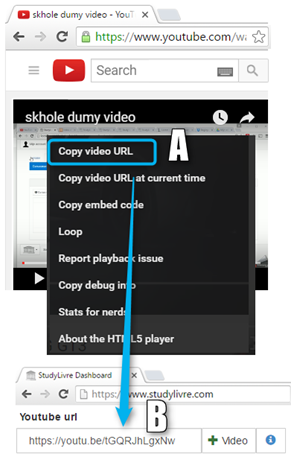 skhole dumy video - YouT
https://www.youtube.com/wa
Search
skhole dumy video
A
Copy video URL
Copy video URL at current time
Copy embed code
Loop
Report playback issue
Copy debug info
Stats for nerds
About the HTML5 player
StudyLivre Dashboard
https://www.studylivre.com
Youtube url
B
https://youtu.be/tGQRJhLgxNw
+ Video